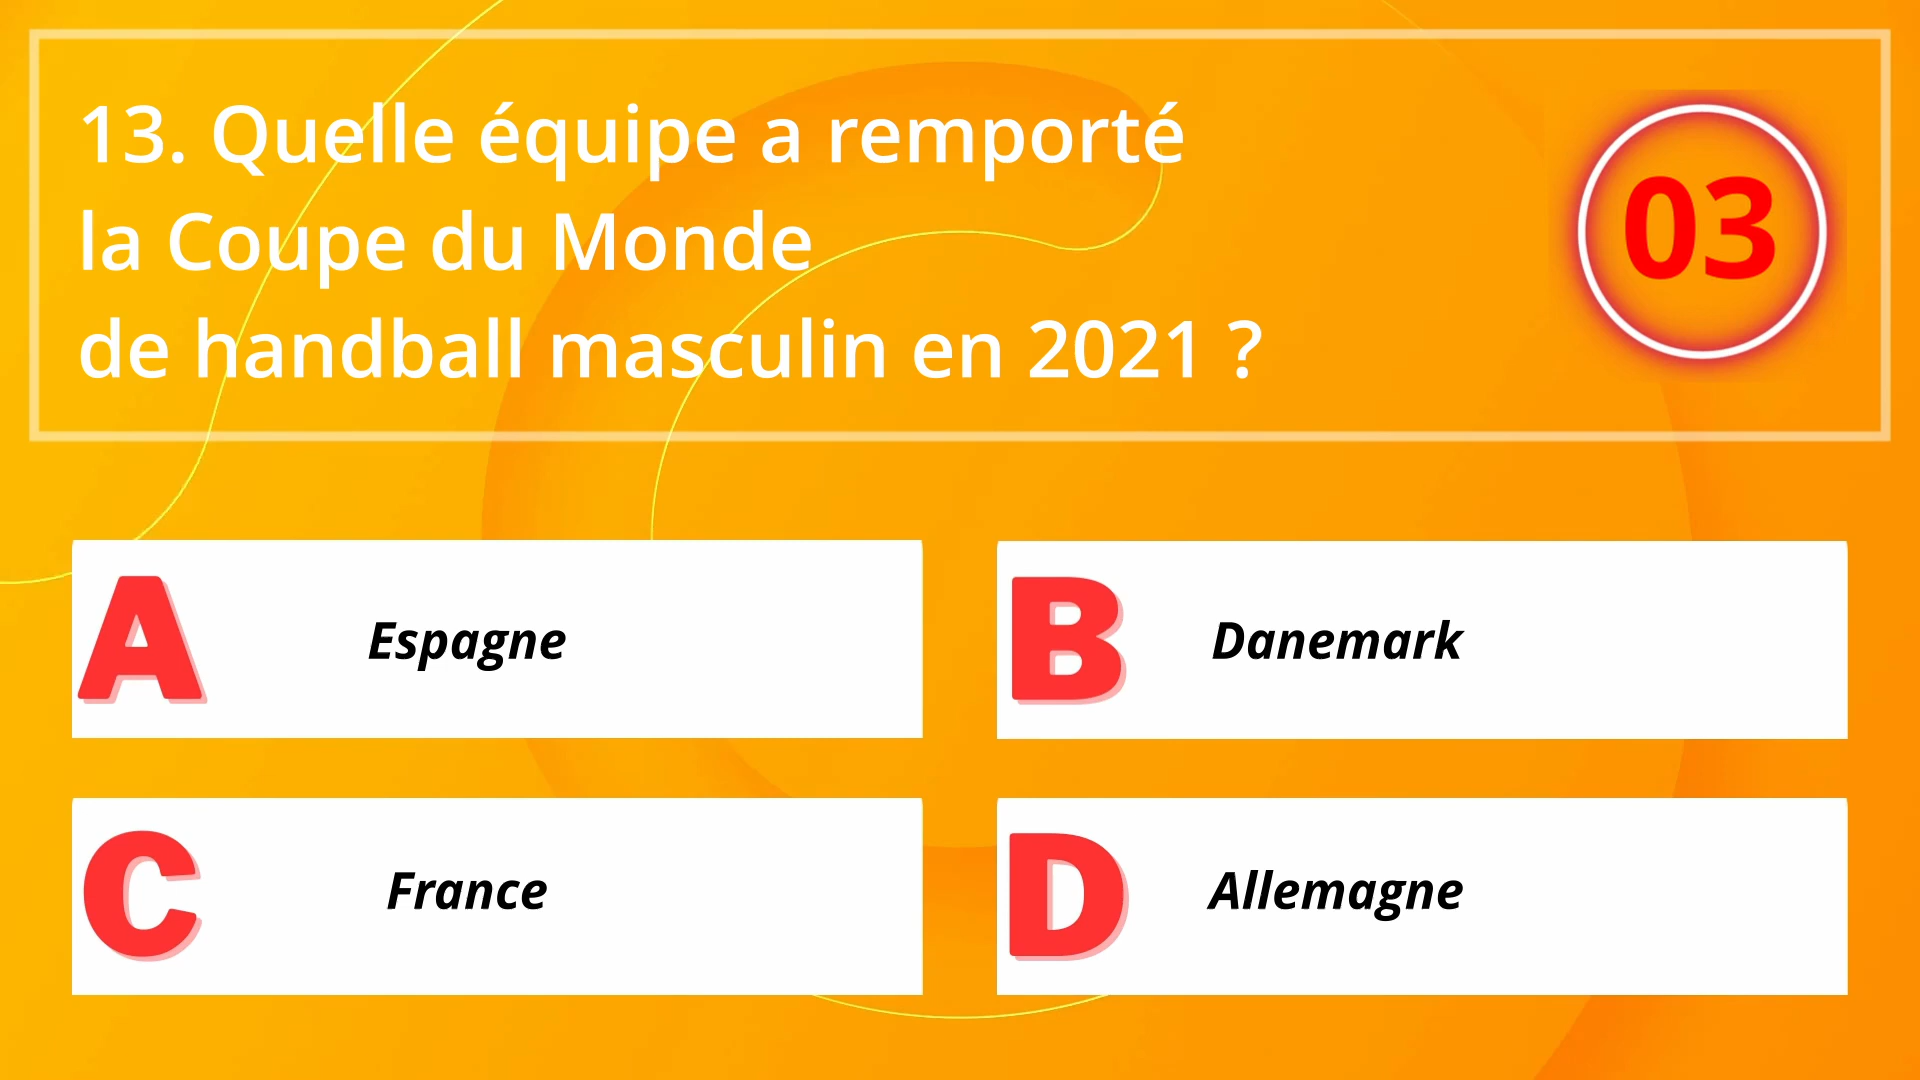 13. Quelle équipe a remporté
la Coupe du Monde
de handball masculin en 2021 ?
03
A
Espagne
B
Danemark
C
France
D
Allemagne